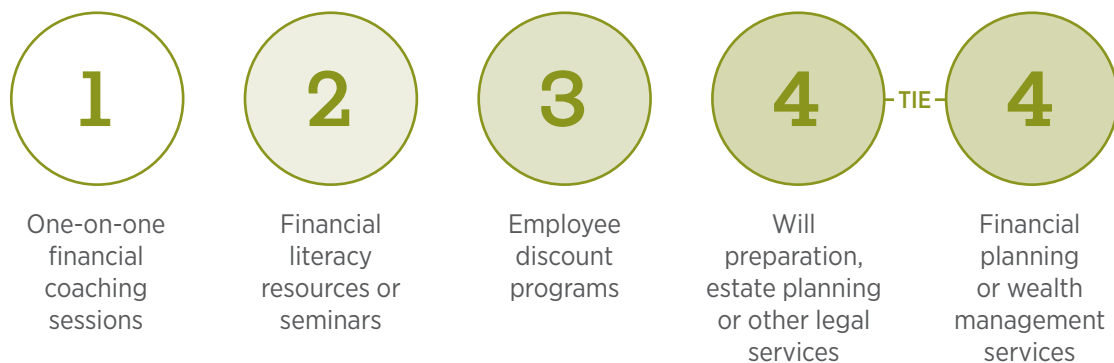 1
2
3
4
TIE
4
One-on-one
financial
coaching
sessions
Financial
literacy
resources or
seminars
Employee
discount
programs
Will
preparation,
estate planning
or other legal
services
Financial
planning
or wealth
management
services